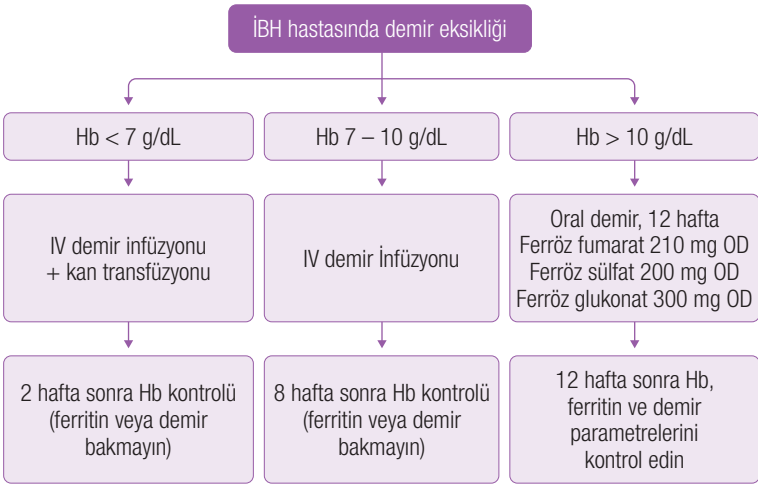 İBH hastasında demir eksikliği
Hb < 7 g/dL
Hb 7 – 10 g/dL
Hb > 10 g/dL
IV demir infüzyonu
+ kan transfüzyonu
IV demir İnfüzyonu
Oral demir, 12 hafta
Ferröz fumarat 210 mg OD
Ferröz sülfat 200 mg OD
Ferröz glukonat 300 mg OD
2 hafta sonra Hb kontrolü
(ferritin veya demir
bakmayın)
8 hafta sonra Hb kontrolü
(ferritin veya demir
bakmayın)
12 hafta sonra Hb,
ferritin ve demir
parametrelerini
kontrol edin